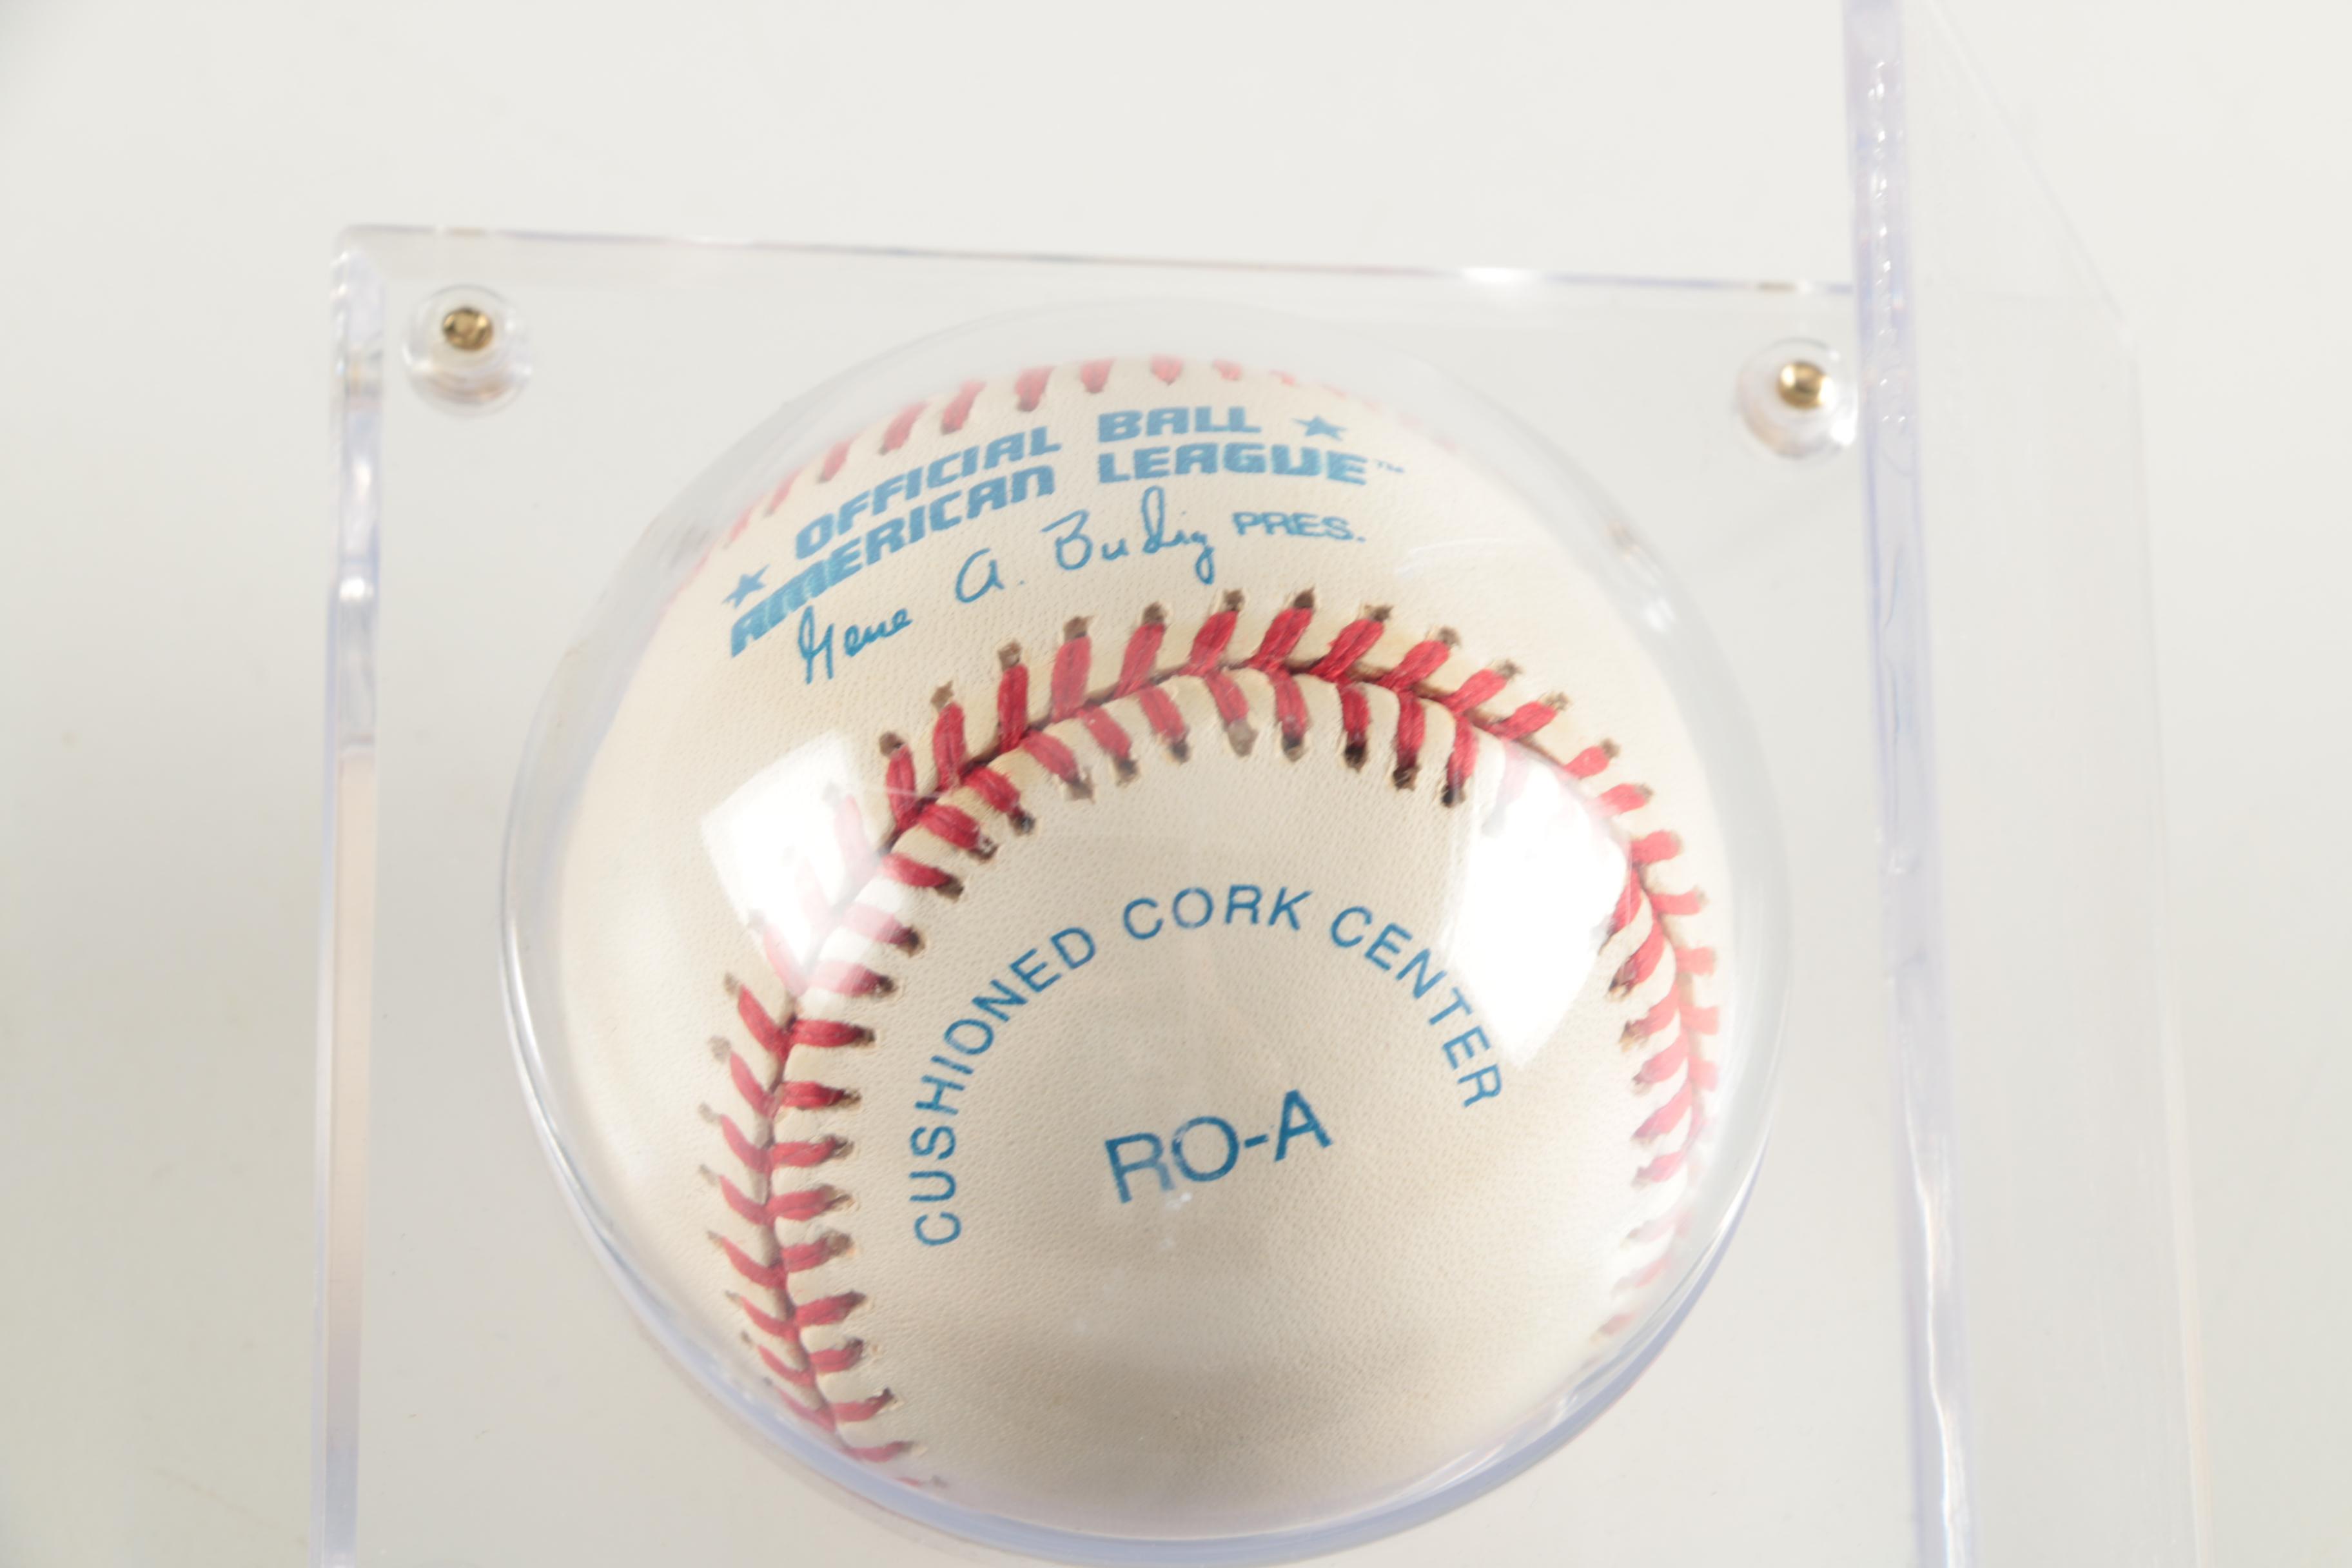 ★ OFFICIAL BALL ★
AMERICAN LEAGUE™
Gene A. Budig PRES.
CUSHIONED CORK CENTER
RO-A